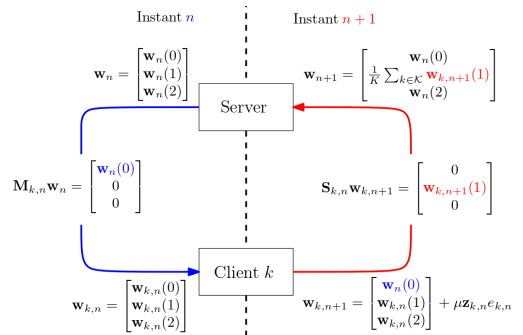 Instant n
Instant n + 1
w_n = [w_n(0)
w_n(1)
w_n(2)]
w_{n+1} = [w_n(0)
1/K ∑_{k∈𝒦} w_{k,n+1}(1)
w_n(2)]
Server
M_{k,n}w_n = [w_n(0)
0
0]
S_{k,n}w_{k,n+1} = [0
w_{k,n+1}(1)
0]
Client k
w_{k,n} = [w_{k,n}(0)
w_{k,n}(1)
w_{k,n}(2)]
w_{k,n+1} = [w_n(0)
w_{k,n}(1)
w_{k,n}(2)] + μz_{k,n}e_{k,n}